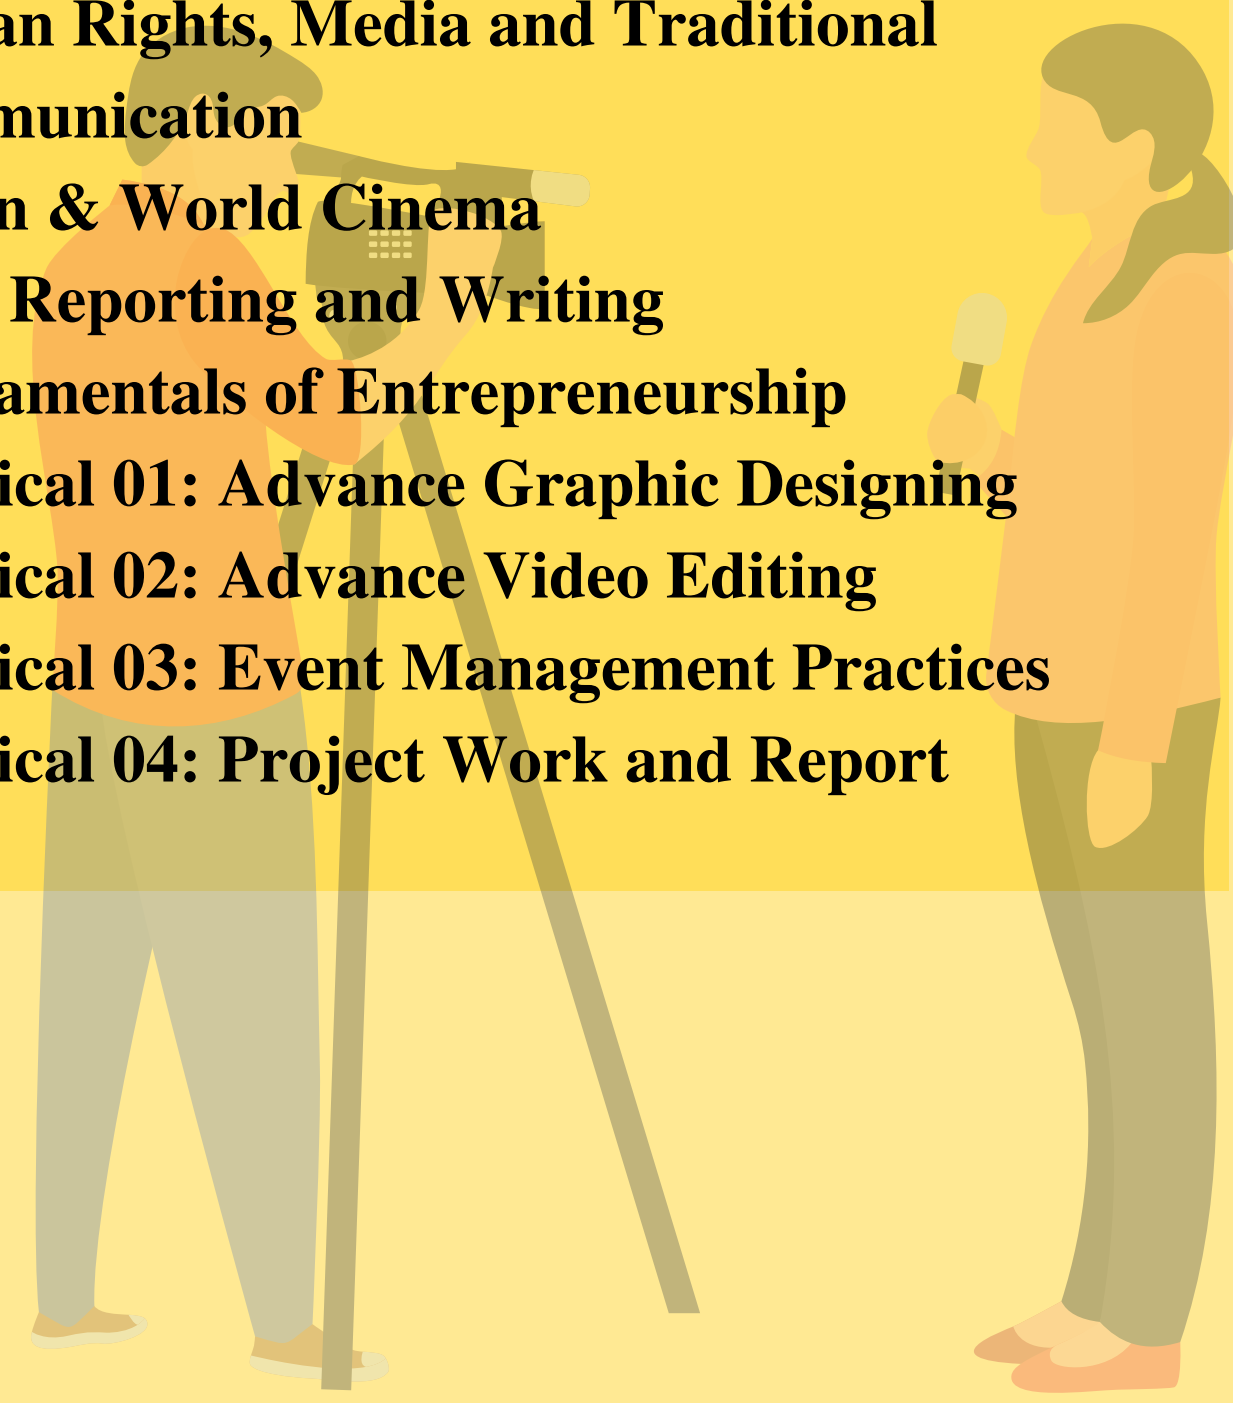 an Rights, Media and Traditional
munication
n & World Cinema
Reporting and Writing
amentals of Entrepreneurship
ical 01: Advance Graphic Designing
ical 02: Advance Video Editing
ical 03: Event Management Practices
ical 04: Project Work and Report